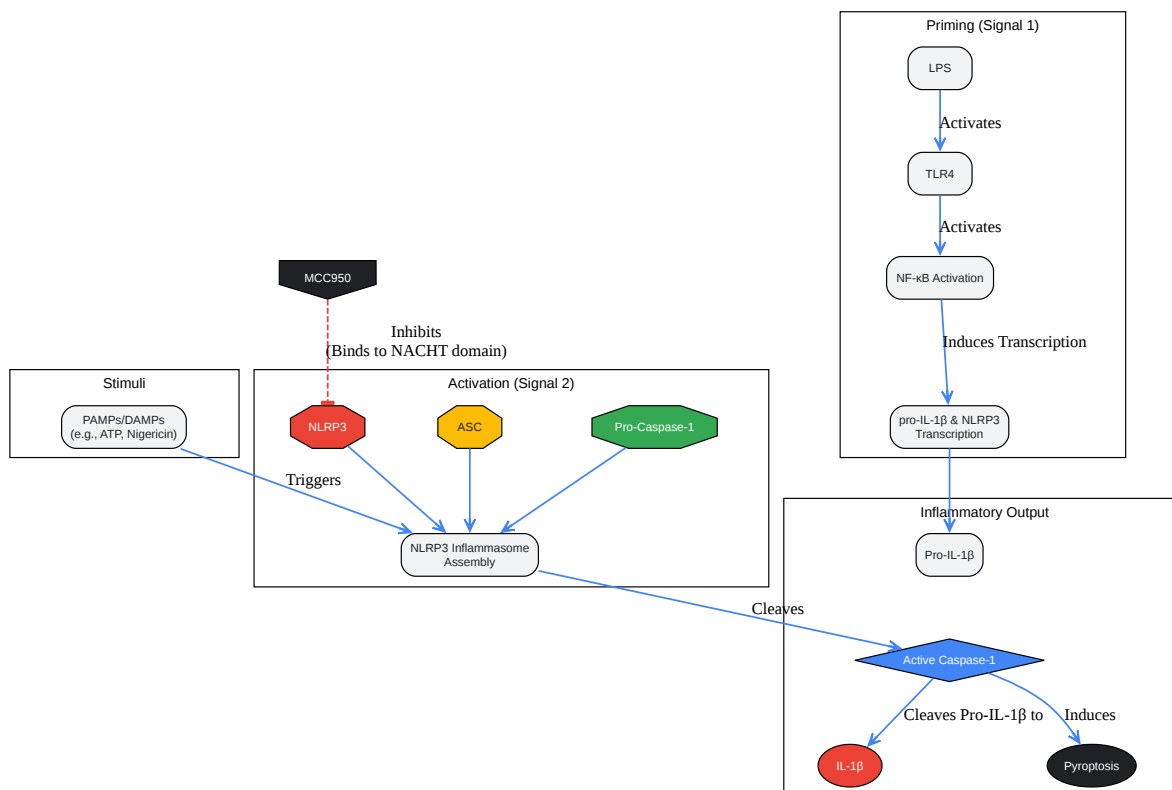 Priming (Signal 1)
LPS
Activates
TLR4
Activates
NF-κB Activation
Induces Transcription
pro-IL-1β & NLRP3
Transcription
MCC950
Inhibits
(Binds to NACHT domain)
Stimuli
PAMPs/DAMPs
(e.g., ATP, Nigericin)
Triggers
Activation (Signal 2)
NLRP3
ASC
Pro-Caspase-1
NLRP3 Inflammasome
Assembly
Cleaves
Inflammatory Output
Pro-IL-1β
Active Caspase-1
Cleaves Pro-IL-1β to
Induces
IL-1β
Pyroptosis